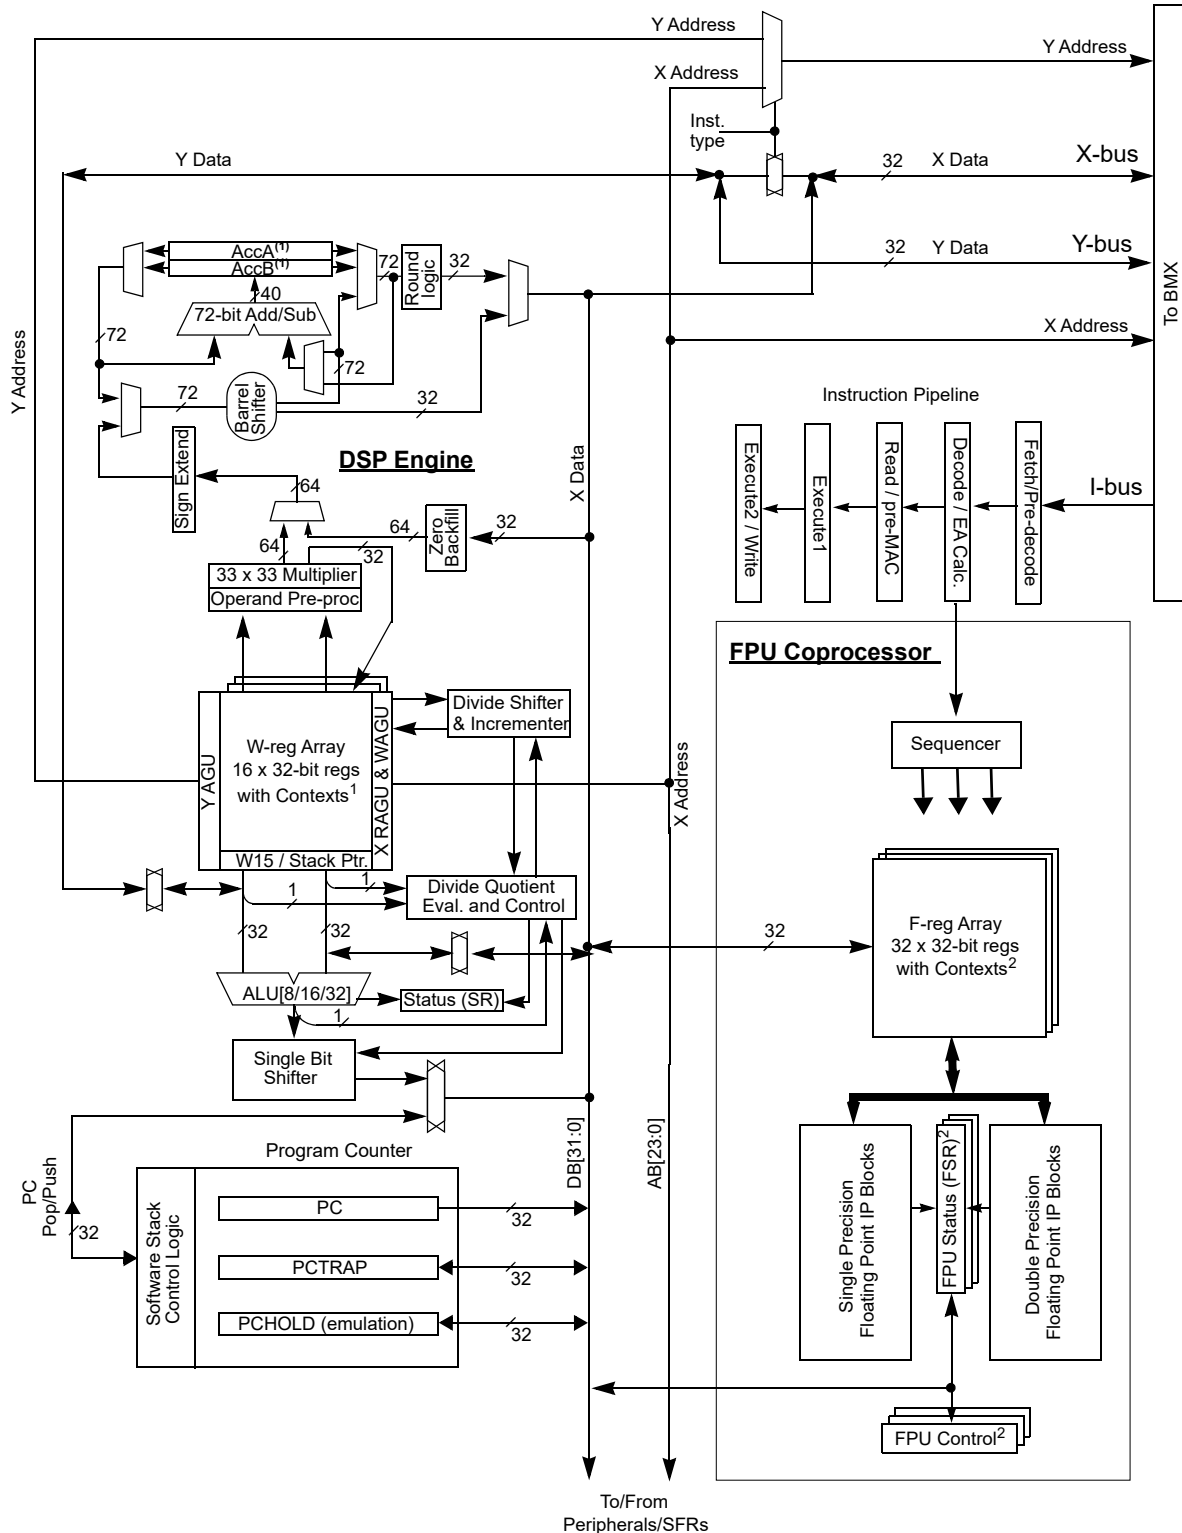 Y Address
Y Address
X Address
Inst.
type
Y Data
32
X Data
X-bus
32
Y Data
Y-bus
To BMX
AccA(1)
AccB(1)
72
Round
logic
32
40
72-bit Add/Sub
72
72
X Address
Y Address
72
Barrel
Shifter
32
Instruction Pipeline
Sign Extend
DSP Engine
X Data
Execute2 / Write
Execute1
Read / pre-MAC
Decode / EA Calc.
Fetch/Pre-decode
I-bus
64
64
32
64
Zero
Backfill
32
33 x 33 Multiplier
Operand Pre-proc
FPU Coprocessor
Y AGU
W-reg Array
16 x 32-bit regs
with Contexts1
X RAGU & WAGU
Divide Shifter
& Incrementer
Sequencer
X Address
W15 / Stack Ptr.
1
1
Divide Quotient
Eval. and Control
32
32
32
F-reg Array
32 x 32-bit regs
with Contexts2
ALU[8/16/32]
Status (SR)
1
Single Bit
Shifter
DB[31:0]
AB[23:0]
Program Counter
PC
Pop/Push
32
Software Stack
Control Logic
PC
32
PCTRAP
32
PCHOLD (emulation)
32
Single Precision
Floating Point IP Blocks
FPU Status (FSR)2
Double Precision
Floating Point IP Blocks
FPU Control2
To/From
Peripherals/SFRs